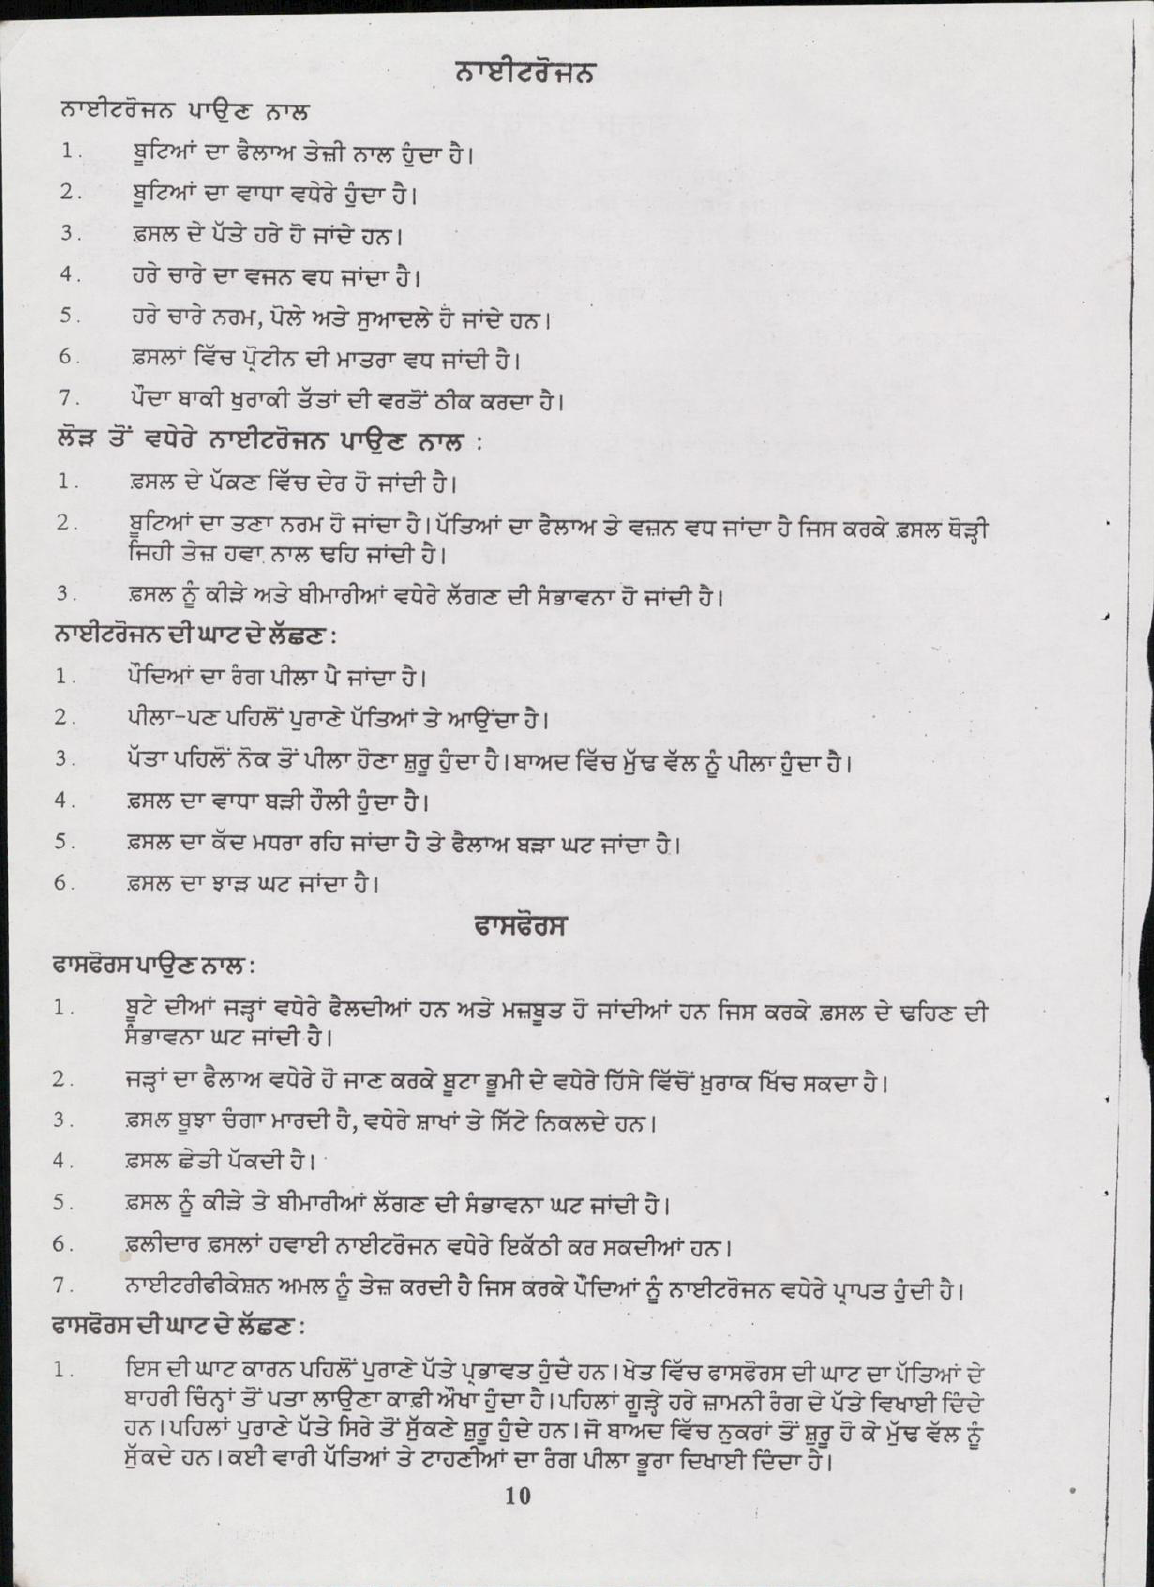 ਨਾਈਟਰੋਜਨ
ਨਾਈਟਰੋਜਨ ਪਾਉਣ ਨਾਲ
1. ਬੂਟਿਆਂ ਦਾ ਫੈਲਾਅ ਤੇਜ਼ੀ ਨਾਲ ਹੁੰਦਾ ਹੈ।
2. ਬੂਟਿਆਂ ਦਾ ਵਾਧਾ ਵਧੇਰੇ ਹੁੰਦਾ ਹੈ।
3. ਫ਼ਸਲ ਦੇ ਪੱਤੇ ਹਰੇ ਹੋ ਜਾਂਦੇ ਹਨ।
4. ਹਰੇ ਚਾਰੇ ਦਾ ਵਜਨ ਵਧ ਜਾਂਦਾ ਹੈ।
5. ਹਰੇ ਚਾਰੇ ਨਰਮ, ਪੋਲੇ ਅਤੇ ਸੁਆਦਲੇ ਹੋ ਜਾਂਦੇ ਹਨ।
6. ਫ਼ਸਲਾਂ ਵਿੱਚ ਪ੍ਰੋਟੀਨ ਦੀ ਮਾਤਰਾ ਵਧ ਜਾਂਦੀ ਹੈ।
7. ਪੌਦਾ ਬਾਕੀ ਖੁਰਾਕੀ ਤੱਤਾਂ ਦੀ ਵਰਤੋਂ ਠੀਕ ਕਰਦਾ ਹੈ।
ਲੋੜ ਤੋਂ ਵਧੇਰੇ ਨਾਈਟਰੋਜਨ ਪਾਉਣ ਨਾਲ :
1. ਫ਼ਸਲ ਦੇ ਪੱਕਣ ਵਿੱਚ ਦੇਰ ਹੋ ਜਾਂਦੀ ਹੈ।
2. ਬੂਟਿਆਂ ਦਾ ਤਣਾ ਨਰਮ ਹੋ ਜਾਂਦਾ ਹੈ। ਪੱਤਿਆਂ ਦਾ ਫੈਲਾਅ ਤੇ ਵਜ਼ਨ ਵਧ ਜਾਂਦਾ ਹੈ ਜਿਸ ਕਰਕੇ ਫ਼ਸਲ ਥੋੜ੍ਹੀ
ਜਿਹੀ ਤੇਜ਼ ਹਵਾ ਨਾਲ ਢਹਿ ਜਾਂਦੀ ਹੈ।
3. ਫ਼ਸਲ ਨੂੰ ਕੀੜੇ ਅਤੇ ਬੀਮਾਰੀਆਂ ਵਧੇਰੇ ਲੱਗਣ ਦੀ ਸੰਭਾਵਨਾ ਹੋ ਜਾਂਦੀ ਹੈ।
ਨਾਈਟਰੋਜਨ ਦੀ ਘਾਟ ਦੇ ਲੱਛਣ :
1. ਪੌਦਿਆਂ ਦਾ ਰੰਗ ਪੀਲਾ ਪੈ ਜਾਂਦਾ ਹੈ।
2. ਪੀਲਾ-ਪਣ ਪਹਿਲੋਂ ਪੁਰਾਣੇ ਪੱਤਿਆਂ ਤੇ ਆਉਂਦਾ ਹੈ।
3. ਪੱਤਾ ਪਹਿਲੋਂ ਨੋਕ ਤੋਂ ਪੀਲਾ ਹੋਣਾ ਸ਼ੁਰੂ ਹੁੰਦਾ ਹੈ। ਬਾਅਦ ਵਿੱਚ ਮੁੱਢ ਵੱਲ ਨੂੰ ਪੀਲਾ ਹੁੰਦਾ ਹੈ।
4. ਫ਼ਸਲ ਦਾ ਵਾਧਾ ਬੜੀ ਹੌਲੀ ਹੁੰਦਾ ਹੈ।
5. ਫ਼ਸਲ ਦਾ ਕੱਦ ਮਧਰਾ ਰਹਿ ਜਾਂਦਾ ਹੈ ਤੇ ਫੈਲਾਅ ਬੜਾ ਘਟ ਜਾਂਦਾ ਹੈ।
6. ਫ਼ਸਲ ਦਾ ਝਾੜ ਘਟ ਜਾਂਦਾ ਹੈ।
ਫਾਸਫੋਰਸ
ਫਾਸਫੋਰਸ ਪਾਉਣ ਨਾਲ :
1. ਬੂਟੇ ਦੀਆਂ ਜੜ੍ਹਾਂ ਵਧੇਰੇ ਫੈਲਦੀਆਂ ਹਨ ਅਤੇ ਮਜ਼ਬੂਤ ਹੋ ਜਾਂਦੀਆਂ ਹਨ ਜਿਸ ਕਰਕੇ ਫ਼ਸਲ ਦੇ ਢਹਿਣ ਦੀ
ਸੰਭਾਵਨਾ ਘਟ ਜਾਂਦੀ ਹੈ।
2. ਜੜ੍ਹਾਂ ਦਾ ਫੈਲਾਅ ਵਧੇਰੇ ਹੋ ਜਾਣ ਕਰਕੇ ਬੂਟਾ ਭੂਮੀ ਦੇ ਵਧੇਰੇ ਹਿੱਸੇ ਵਿੱਚੋਂ ਖ਼ੁਰਾਕ ਖਿੱਚ ਸਕਦਾ ਹੈ।
3. ਫ਼ਸਲ ਬੂਝਾ ਚੰਗਾ ਮਾਰਦੀ ਹੈ, ਵਧੇਰੇ ਸ਼ਾਖਾਂ ਤੇ ਸਿੱਟੇ ਨਿਕਲਦੇ ਹਨ।
4. ਫ਼ਸਲ ਛੇਤੀ ਪੱਕਦੀ ਹੈ।
5. ਫ਼ਸਲ ਨੂੰ ਕੀੜੇ ਤੇ ਬੀਮਾਰੀਆਂ ਲੱਗਣ ਦੀ ਸੰਭਾਵਨਾ ਘਟ ਜਾਂਦੀ ਹੈ।
6. ਫ਼ਲੀਦਾਰ ਫ਼ਸਲਾਂ ਹਵਾਈ ਨਾਈਟਰੋਜਨ ਵਧੇਰੇ ਇਕੱਠੀ ਕਰ ਸਕਦੀਆਂ ਹਨ।
7. ਨਾਈਟਰੀਫੀਕੇਸ਼ਨ ਅਮਲ ਨੂੰ ਤੇਜ਼ ਕਰਦੀ ਹੈ ਜਿਸ ਕਰਕੇ ਪੌਦਿਆਂ ਨੂੰ ਨਾਈਟਰੋਜਨ ਵਧੇਰੇ ਪ੍ਰਾਪਤ ਹੁੰਦੀ ਹੈ।
ਫਾਸਫੋਰਸ ਦੀ ਘਾਟ ਦੇ ਲੱਛਣ :
1. ਇਸ ਦੀ ਘਾਟ ਕਾਰਨ ਪਹਿਲੋਂ ਪੁਰਾਣੇ ਪੱਤੇ ਪ੍ਰਭਾਵਤ ਹੁੰਦੇ ਹਨ। ਖੇਤ ਵਿੱਚ ਫਾਸਫੋਰਸ ਦੀ ਘਾਟ ਦਾ ਪੱਤਿਆਂ ਦੇ
ਬਾਹਰੀ ਚਿੰਨ੍ਹਾਂ ਤੋਂ ਪਤਾ ਲਾਉਣਾ ਕਾਫ਼ੀ ਔਖਾ ਹੁੰਦਾ ਹੈ। ਪਹਿਲਾਂ ਗੂੜ੍ਹੇ ਹਰੇ ਜ਼ਾਮਨੀ ਰੰਗ ਦੇ ਪੱਤੇ ਵਿਖਾਈ ਦਿੰਦੇ
ਹਨ। ਪਹਿਲਾਂ ਪੁਰਾਣੇ ਪੱਤੇ ਸਿਰੇ ਤੋਂ ਸੁੱਕਣੇ ਸ਼ੁਰੂ ਹੁੰਦੇ ਹਨ। ਜੋ ਬਾਅਦ ਵਿੱਚ ਨੁਕਰਾਂ ਤੋਂ ਸ਼ੁਰੂ ਹੋ ਕੇ ਮੁੱਢ ਵੱਲ ਨੂੰ
ਸੁੱਕਦੇ ਹਨ। ਕਈ ਵਾਰੀ ਪੱਤਿਆਂ ਤੇ ਟਾਹਣੀਆਂ ਦਾ ਰੰਗ ਪੀਲਾ ਭੂਰਾ ਦਿਖਾਈ ਦਿੰਦਾ ਹੈ।
10